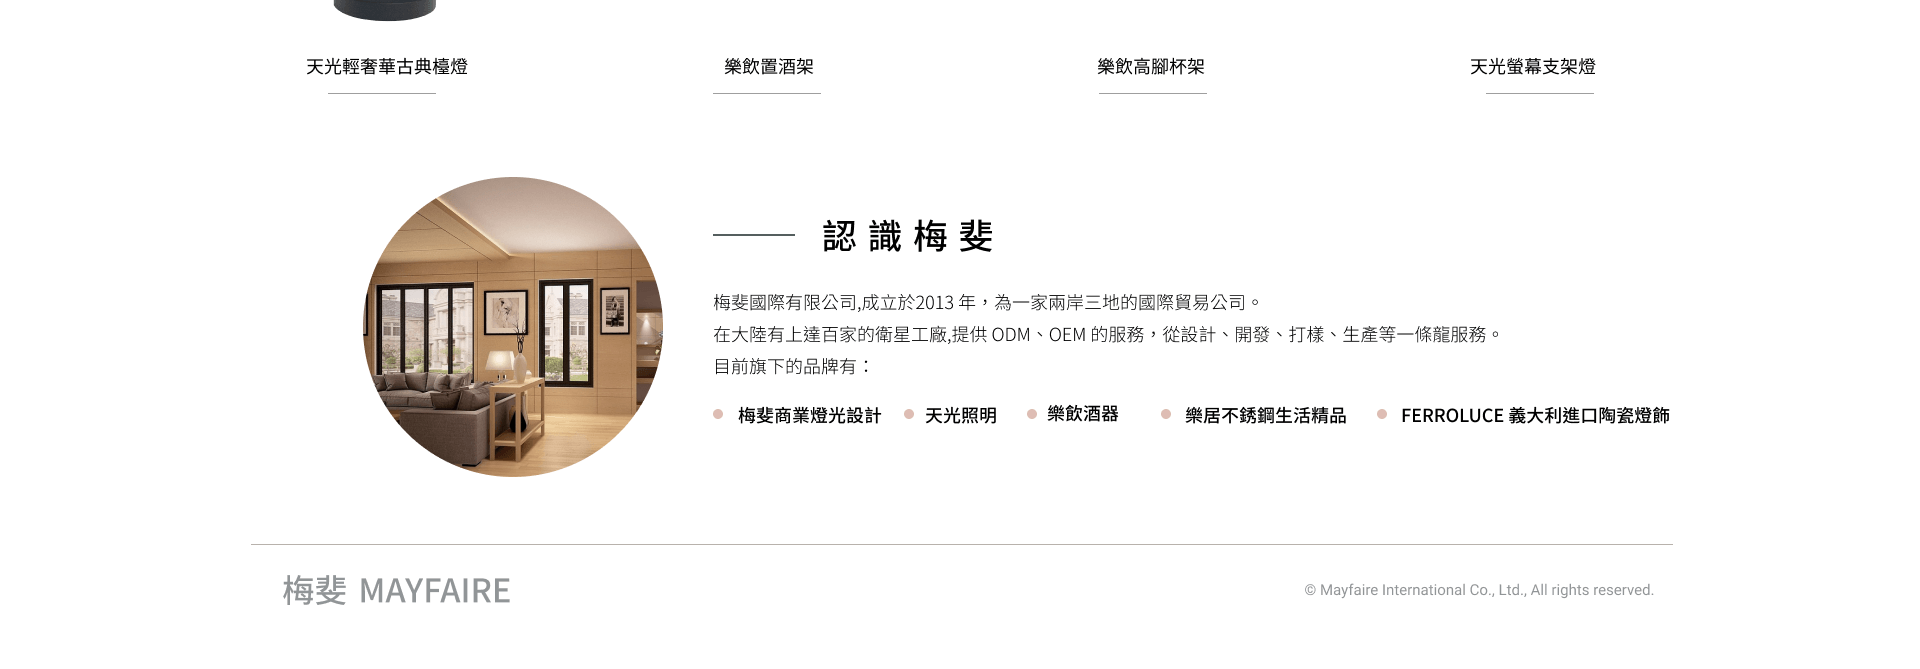 天光輕奢華古典檯燈
樂飲置酒架
樂飲高腳杯架
天光螢幕支架燈
認識梅斐
梅斐國際有限公司,成立於2013 年，為一家兩岸三地的國際貿易公司。
在大陸有上達百家的衛星工廠,提供 ODM、OEM 的服務，從設計、開發、打樣、生產等一條龍服務。
目前旗下的品牌有：
梅斐商業燈光設計
天光照明
樂飲酒器
樂居不銹鋼生活精品
FERROLUCE 義大利進口陶瓷燈飾
梅斐 MAYFAIRE
© Mayfaire International Co., Ltd., All rights reserved.